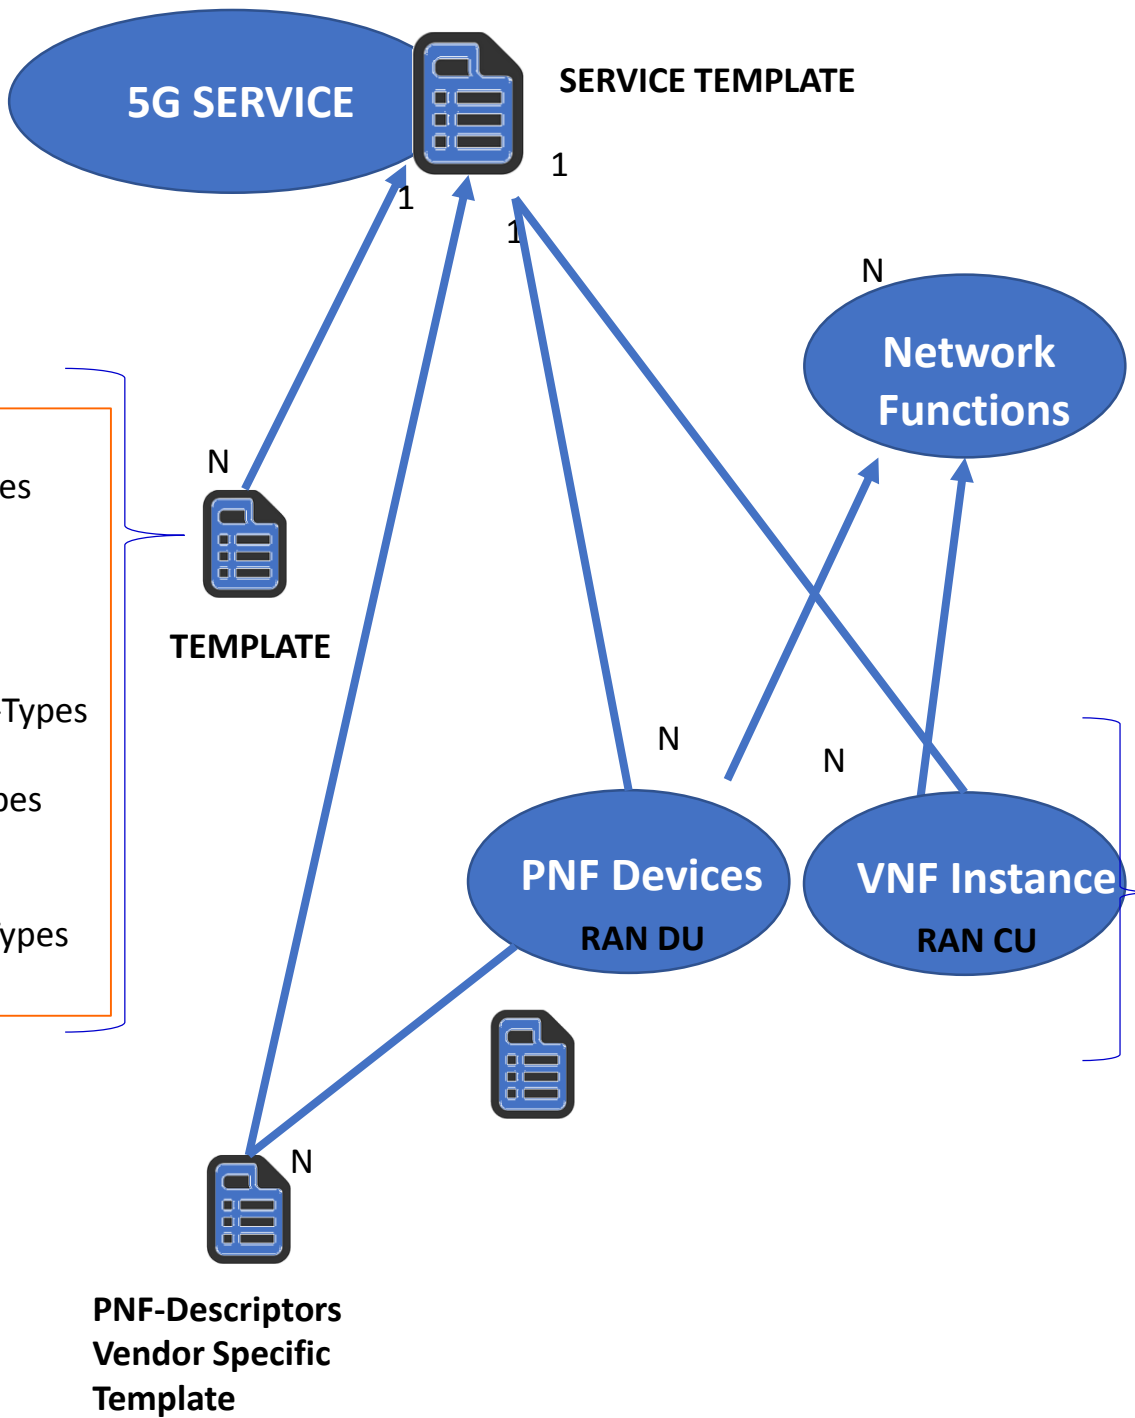 5G SERVICE
SERVICE TEMPLATE
1
1
1
N
Network
Functions
N
es
TEMPLATE
-Types
N
N
pes
PNF Devices
VNF Instance
Types
RAN DU
RAN CU
N
PNF-Descriptors
Vendor Specific
Template